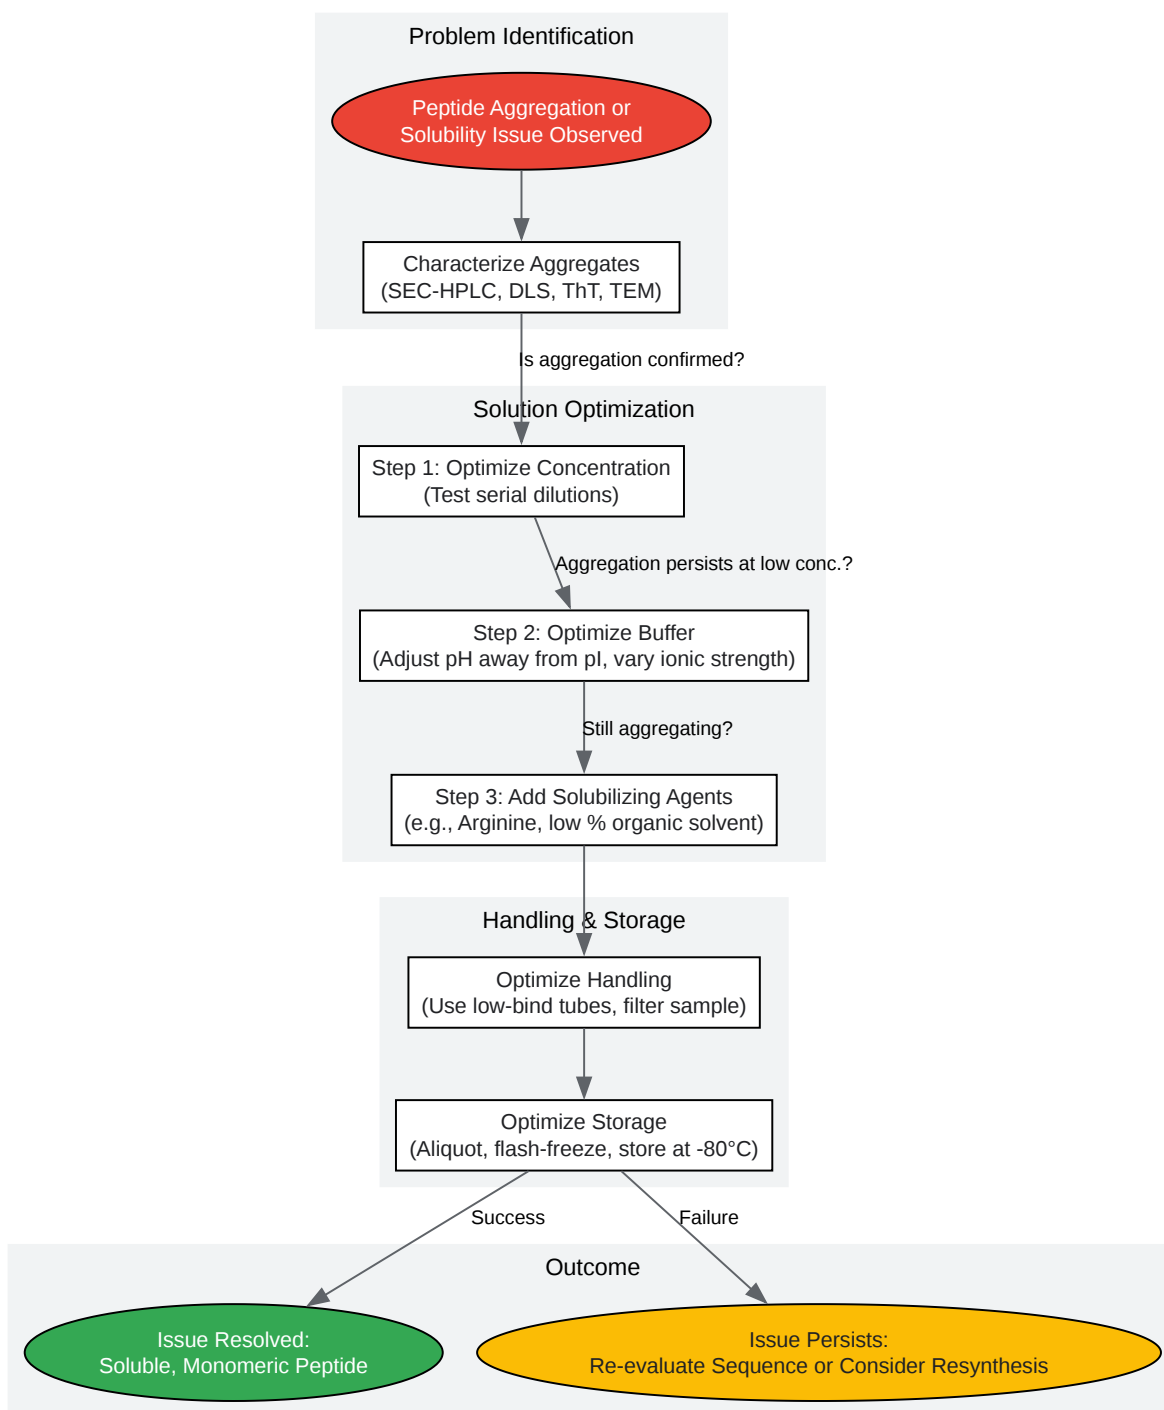 Problem Identification
Peptide Aggregation or
Solubility Issue Observed
Characterize Aggregates
(SEC-HPLC, DLS, ThT, TEM)
Is aggregation confirmed?
Solution Optimization
Step 1: Optimize Concentration
(Test serial dilutions)
Aggregation persists at low conc.?
Step 2: Optimize Buffer
(Adjust pH away from pI, vary ionic strength)
Still aggregating?
Step 3: Add Solubilizing Agents
(e.g., Arginine, low % organic solvent)
Handling & Storage
Optimize Handling
(Use low-bind tubes, filter sample)
Optimize Storage
(Aliquot, flash-freeze, store at -80°C)
Success
Failure
Outcome
Issue Resolved:
Soluble, Monomeric Peptide
Issue Persists:
Re-evaluate Sequence or Consider Resynthesis